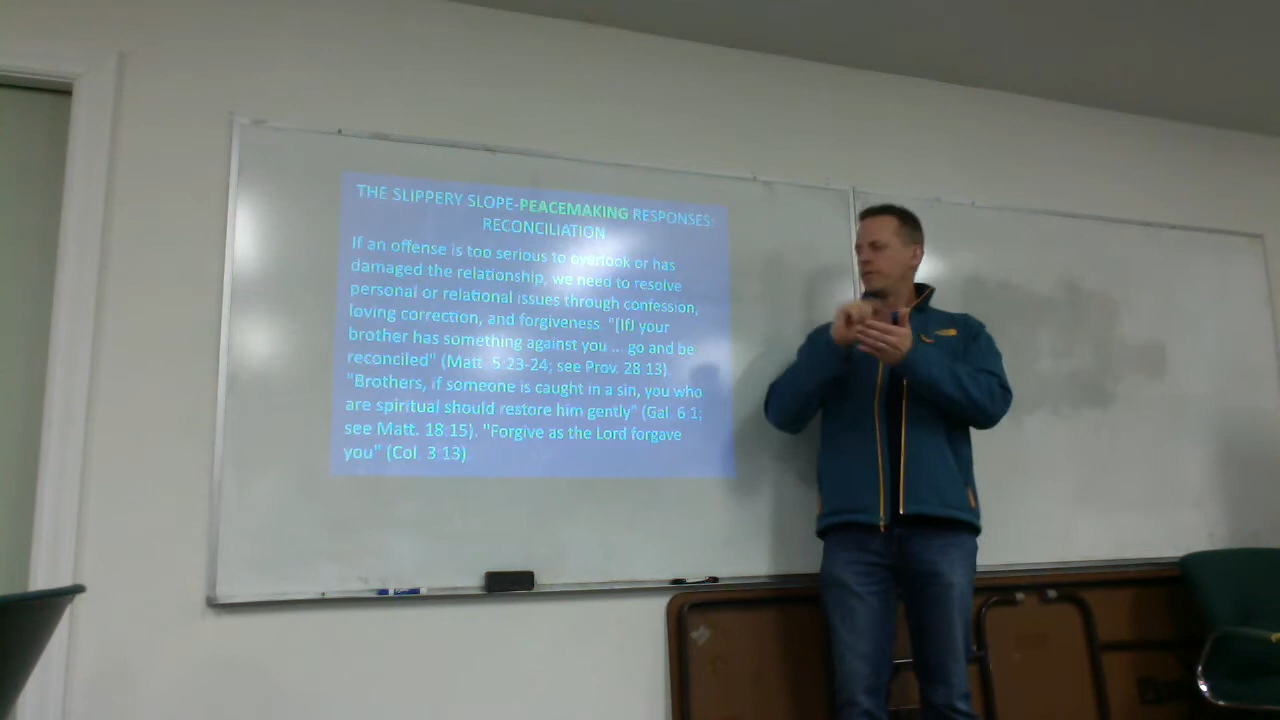 THE SLIPPERY SLOPE-PEACEMAKING RESPONSES:
RECONCILIATION
If an offense is too serious to overlook or has
damaged the relationship, we need to resolve
personal or relational issues through confession,
loving correction, and forgiveness. "[If] your
brother has something against you ... go and be
reconciled" (Matt. 5:23-24; see Prov. 28:13).
"Brothers, if someone is caught in a sin, you who
are spiritual should restore him gently" (Gal. 6:1;
see Matt. 18:15). "Forgive as the Lord forgave
you" (Col. 3:13).